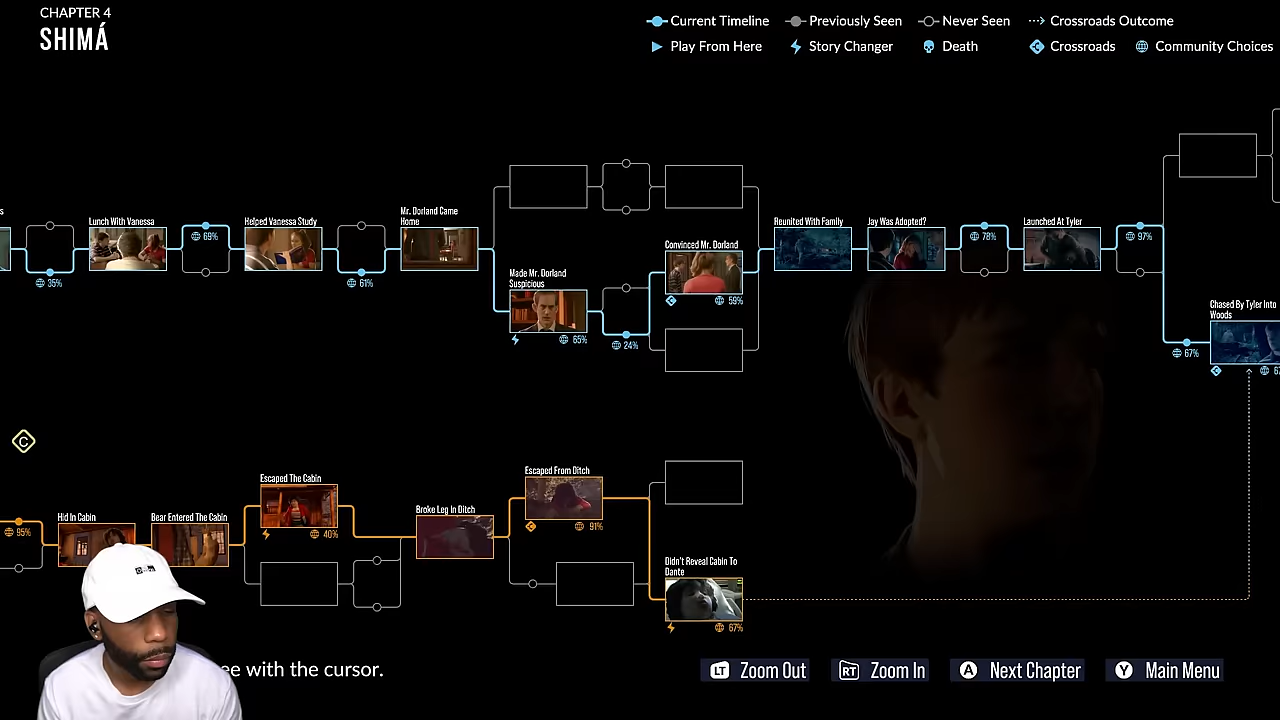 CHAPTER 4
SHIMÁ
Current Timeline
Previously Seen
Never Seen
Crossroads Outcome
Play From Here
Story Changer
Death
Crossroads
Community Choices
s
35%
Lunch With Vanessa
69%
Helped Vanessa Study
61%
Mr. Dorland Came
Home
Made Mr. Dorland
Suspicious
65%
24%
Convinced Mr. Dorland
59%
Reunited With Family
Jay Was Adopted?
78%
Launched At Tyler
97%
67%
Chased By Tyler Into
Woods
C
95%
Hid In Cabin
Bear Entered The Cabin
Escaped The Cabin
40%
Broke Leg In Ditch
Escaped From Ditch
91%
Didn't Reveal Cabin To
Dante
67%
ee with the cursor.
LT Zoom Out
RT Zoom In
A Next Chapter
Y Main Menu